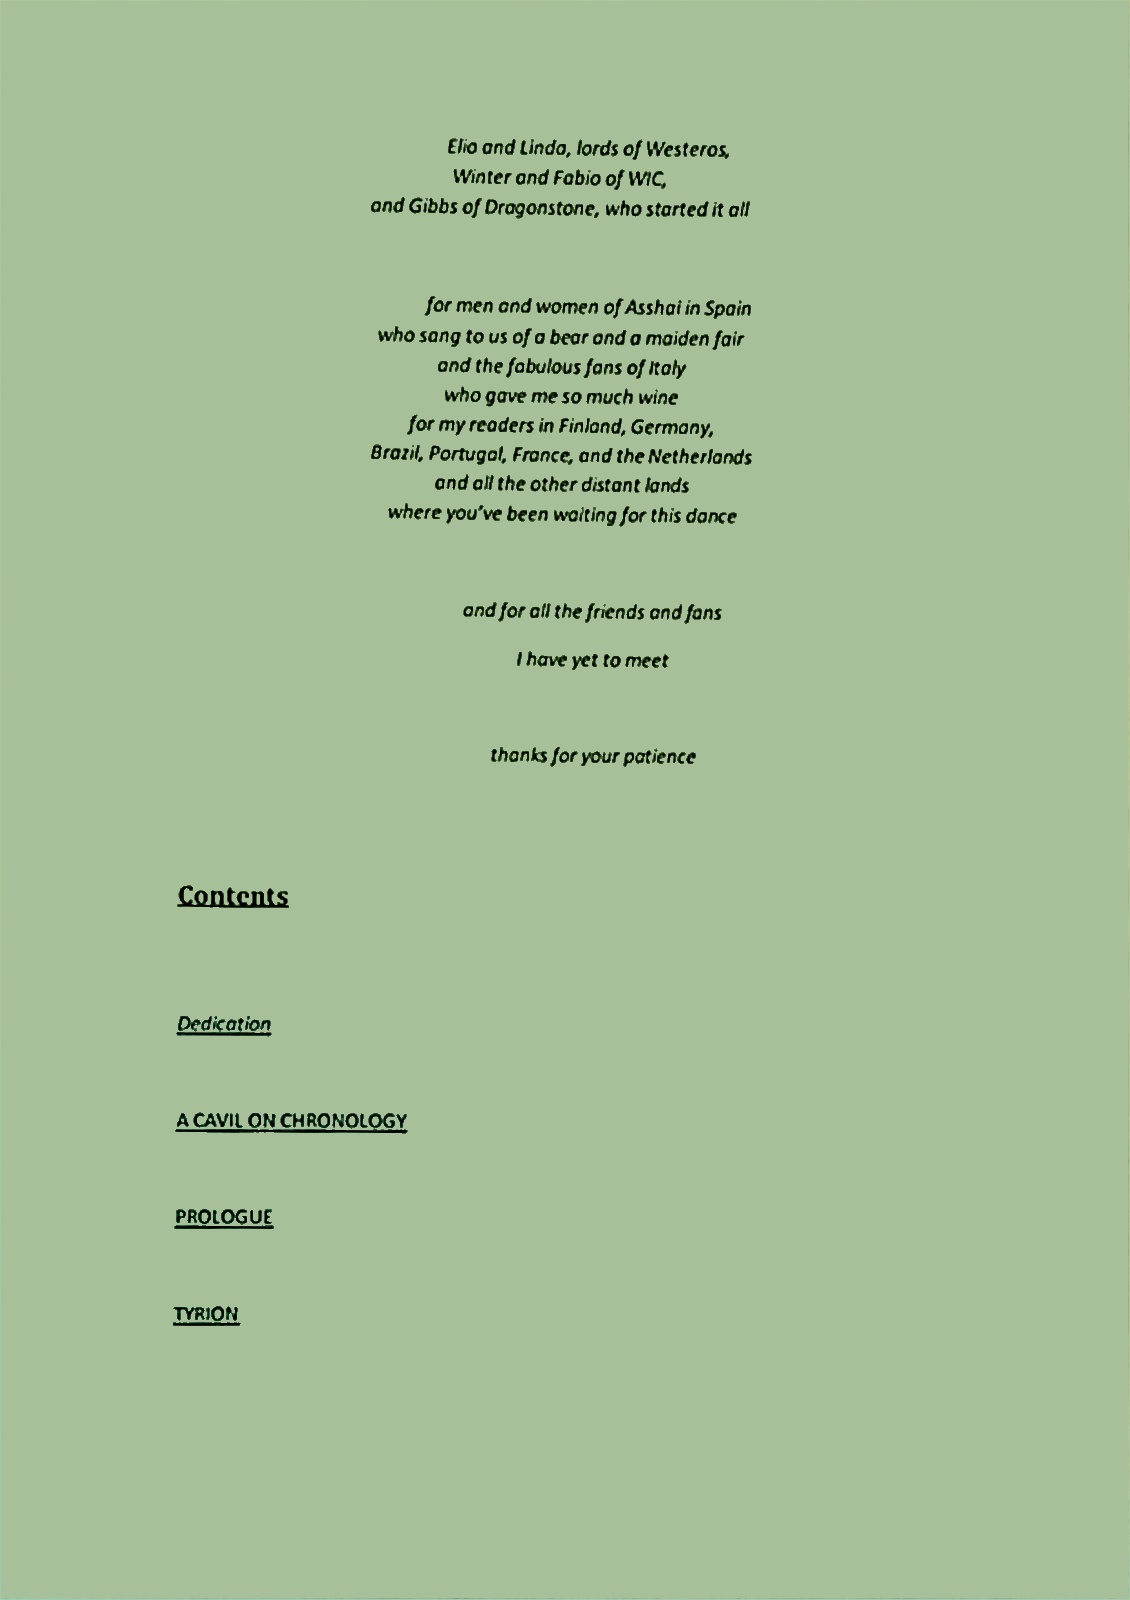 Elio and Linda, lords of Westeros,
Winter and Fabio of WIC,
and Gibbs of Dragonstone, who started it all
for men and women of Asshai in Spain
who sang to us of a bear and a maiden fair
and the fabulous fans of Italy
who gave me so much wine
for my readers in Finland, Germany,
Brazil, Portugal, France, and the Netherlands
and all the other distant lands
where you've been waiting for this dance
and for all the friends and fans
I have yet to meet
thanks for your patience
Contents
Dedication
A CAVIL ON CHRONOLOGY
PROLOGUE
TYRION